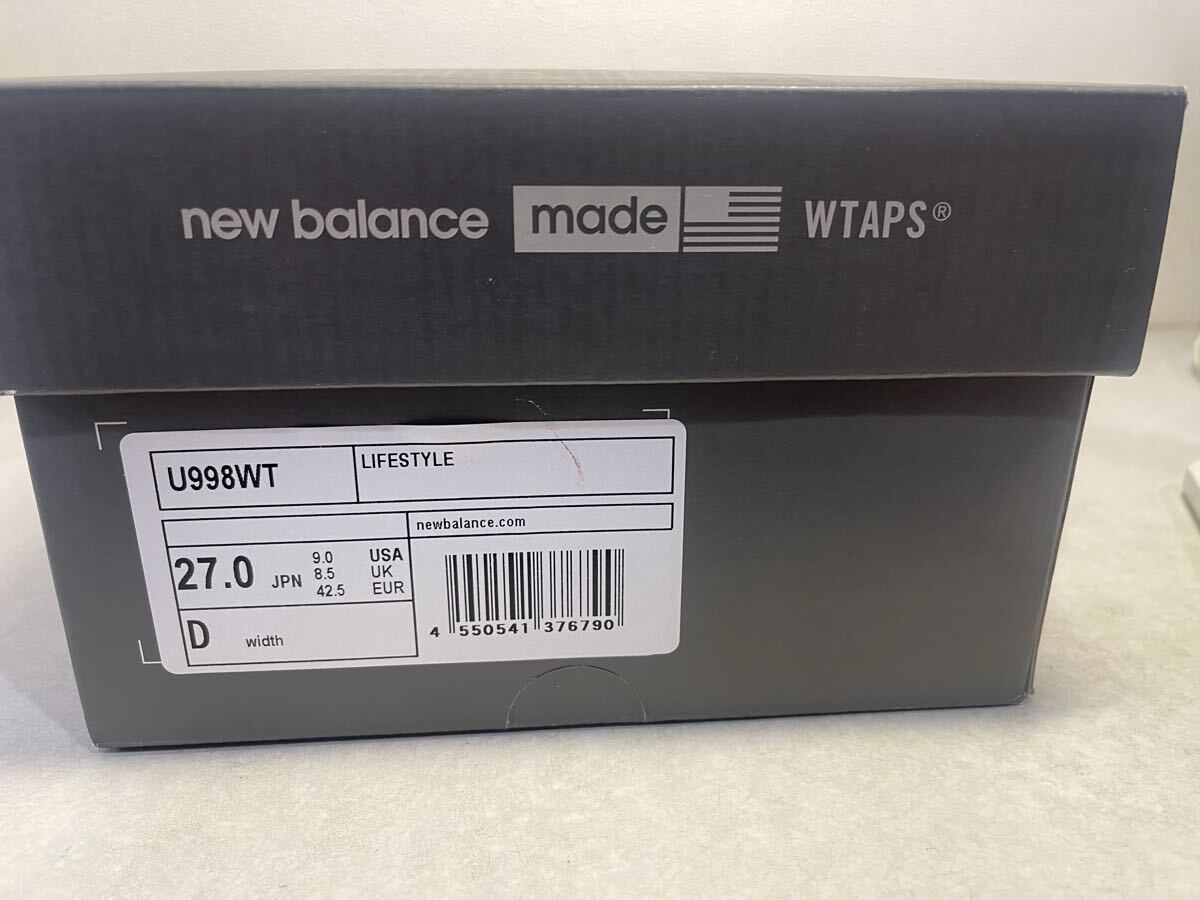 new balance made WTAPS®
U998WT LIFESTYLE
newbalance.com
27.0 JPN 9.0 USA
8.5 UK
42.5 EUR
D width
4 550541 376790